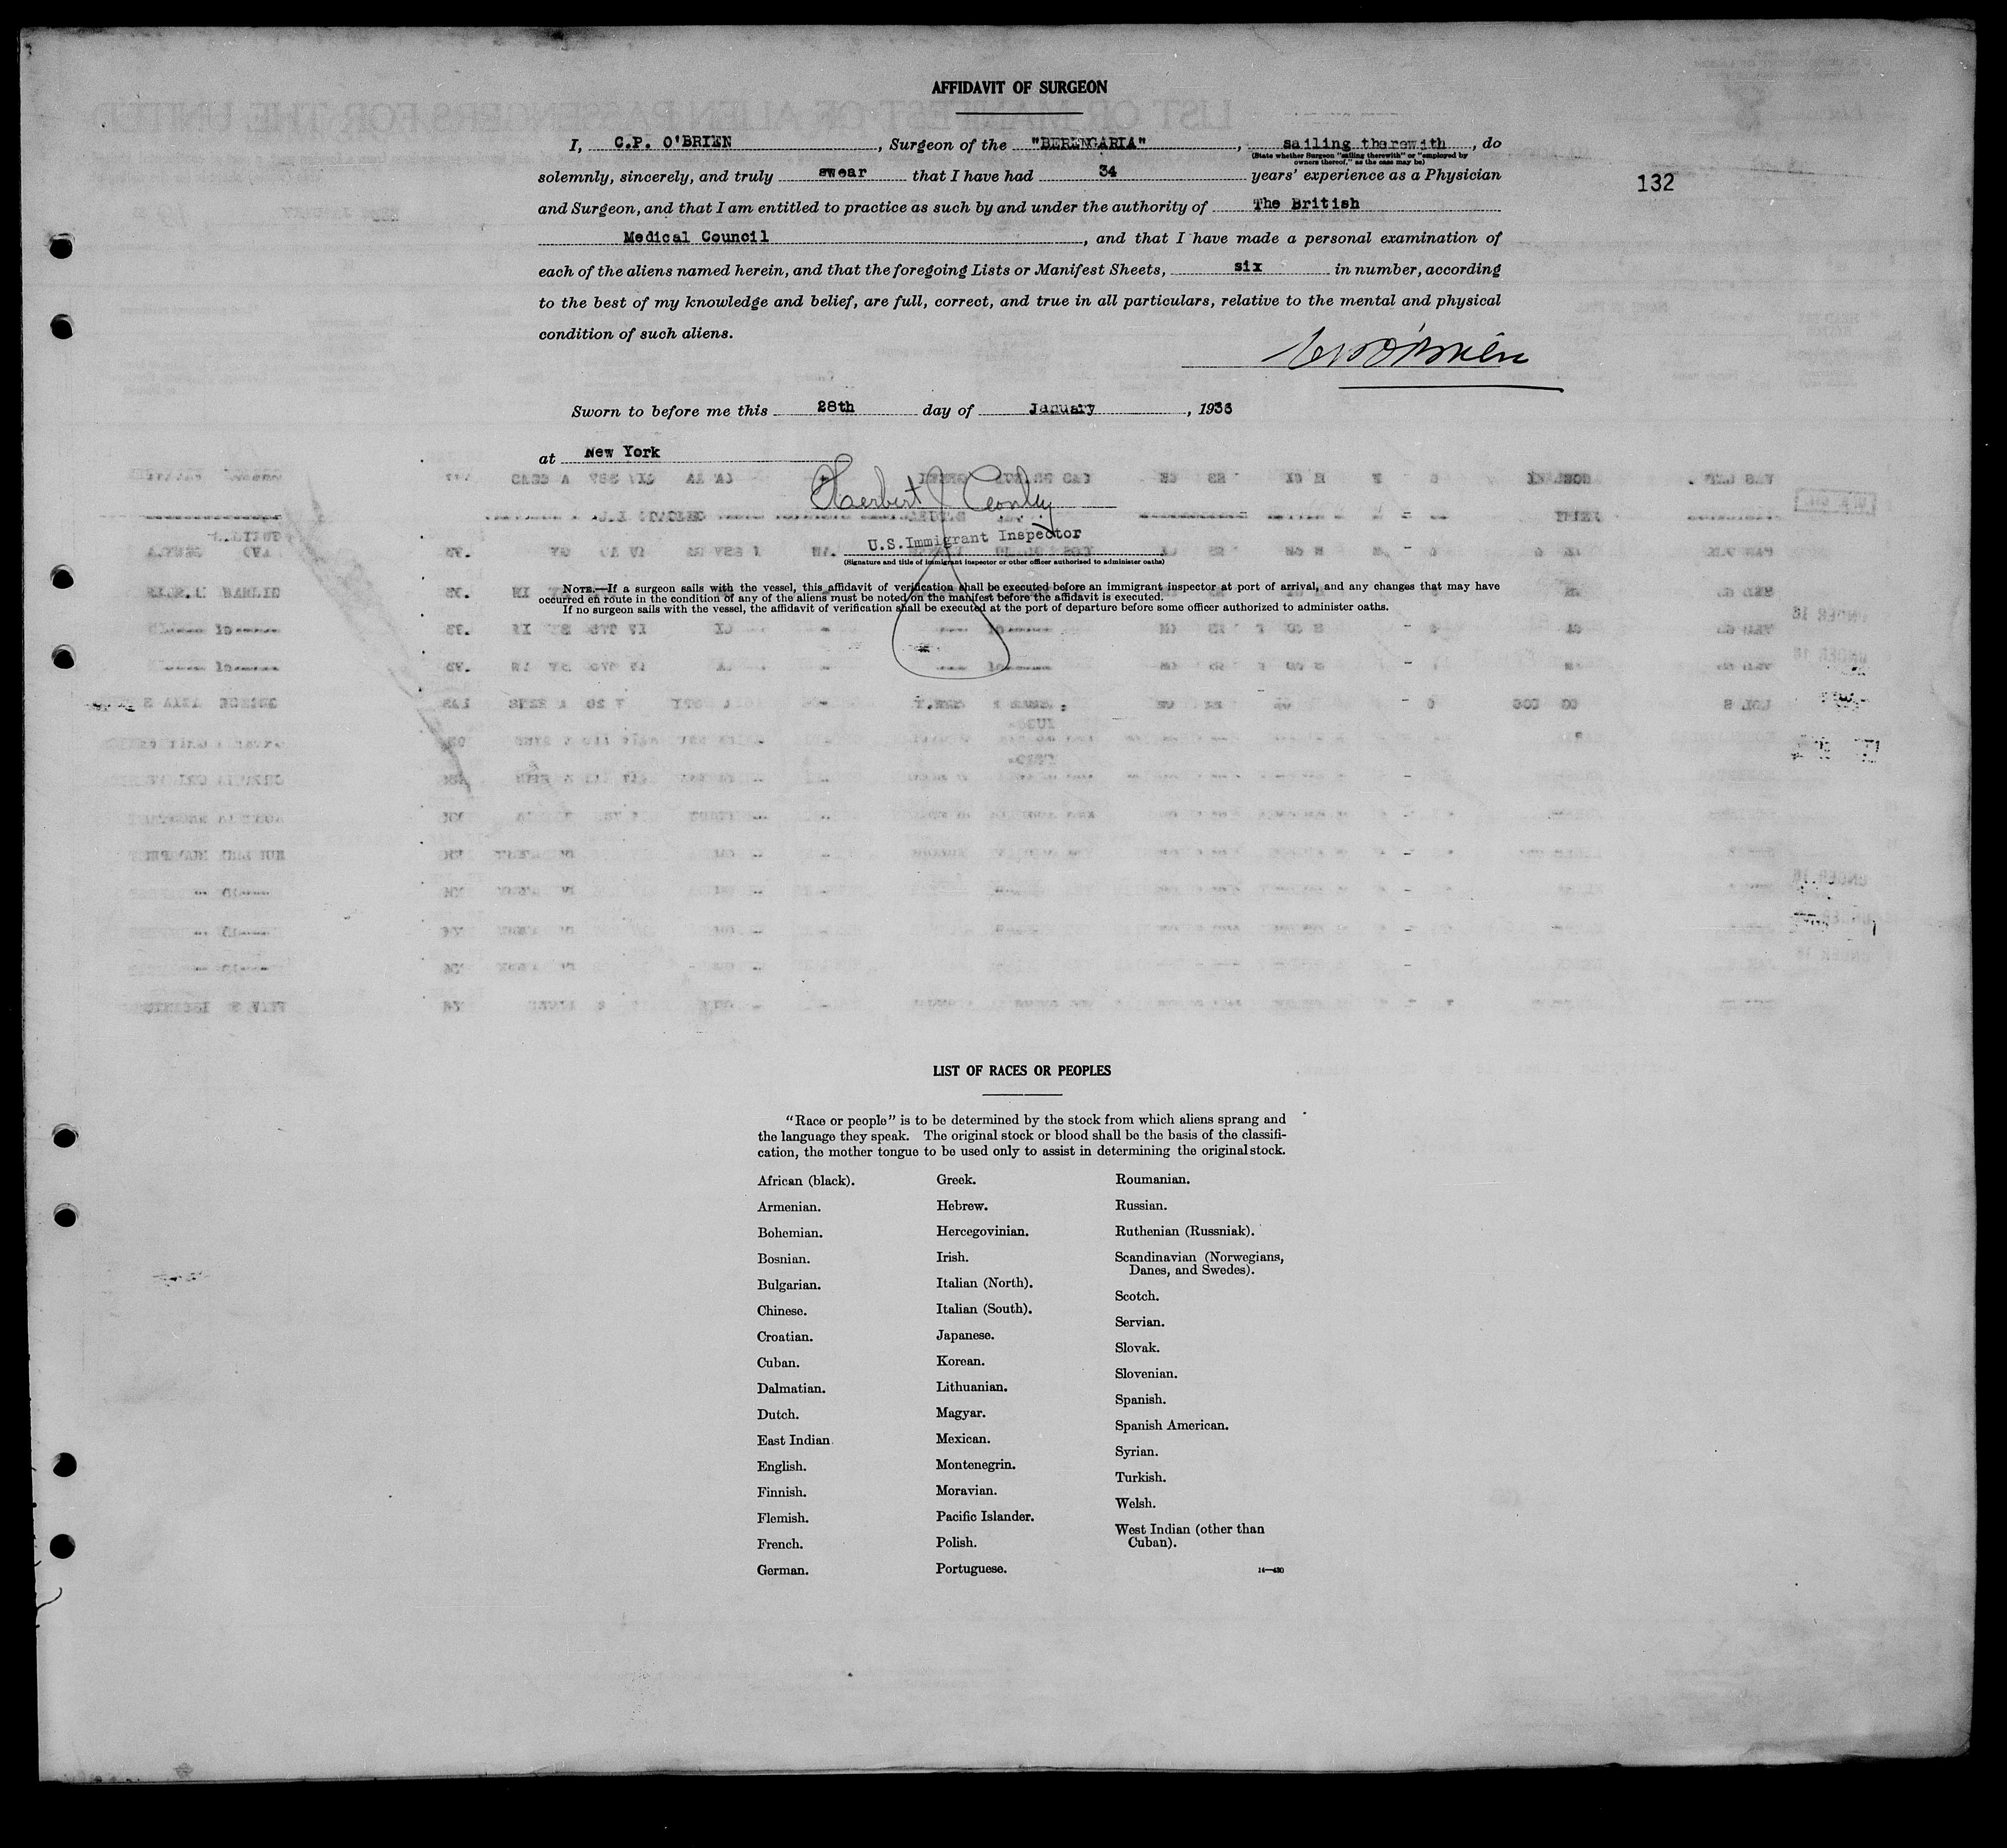 AFFIDAVIT OF SURGEON
I, C.P. O'BRIEN, Surgeon of the "BERENGARIA", sailing therewith, do
(State whether Surgeon "sailing therewith" or "employed by owners thereof," as the case may be)
solemnly, sincerely, and truly swear that I have had 34 years' experience as a Physician
132
and Surgeon, and that I am entitled to practice as such by and under the authority of The British
Medical Council, and that I have made a personal examination of
each of the aliens named herein, and that the foregoing Lists or Manifest Sheets, six in number, according
to the best of my knowledge and belief, are full, correct, and true in all particulars, relative to the mental and physical
condition of such aliens.
Sworn to before me this 28th day of January, 1933
at New York
Herbert J
U.S.Immigrant Inspector
(Signature and title of immigrant inspector or other officer authorized to administer oaths)
NOTE.—If a surgeon sails with the vessel, this affidavit of verification shall be executed before an immigrant inspector at port of arrival, and any changes that may have
occurred en route in the condition of any of the aliens must be noted on the manifest before the affidavit is executed.
If no surgeon sails with the vessel, the affidavit of verification shall be executed at the port of departure before some officer authorized to administer oaths.
LIST OF RACES OR PEOPLES
"Race or people" is to be determined by the stock from which aliens sprang and
the language they speak. The original stock or blood shall be the basis of the classifi-
cation, the mother tongue to be used only to assist in determining the original stock.
African (black).
Armenian.
Bohemian.
Bosnian.
Bulgarian.
Chinese.
Croatian.
Cuban.
Dalmatian.
Dutch.
East Indian
English.
Finnish.
Flemish.
French.
German.
Greek.
Hebrew.
Hercegovinian.
Irish.
Italian (North).
Italian (South).
Japanese.
Korean.
Lithuanian.
Magyar.
Mexican.
Montenegrin.
Moravian.
Pacific Islander.
Polish.
Portuguese.
Roumanian.
Russian.
Ruthenian (Russniak).
Scandinavian (Norwegians,
Danes, and Swedes).
Scotch.
Servian.
Slovak.
Slovenian.
Spanish.
Spanish American.
Syrian.
Turkish.
Welsh.
West Indian (other than
Cuban).
14—430